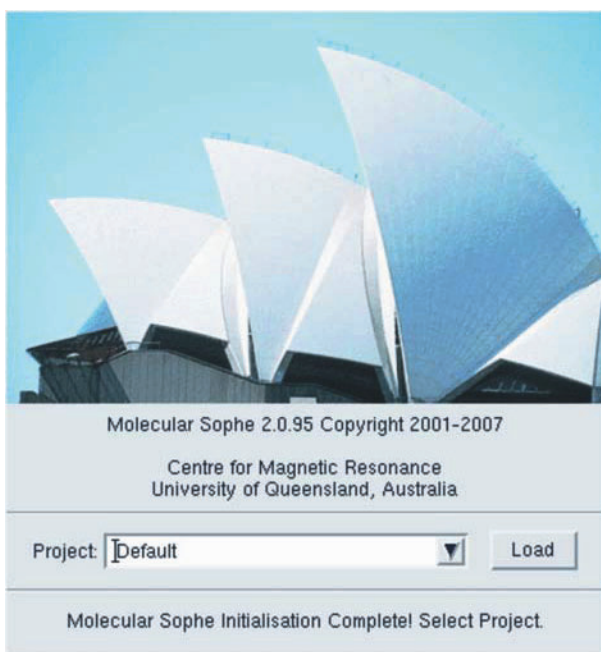 Molecular Sophe 2.0.95 Copyright 2001-2007
Centre for Magnetic Resonance
University of Queensland, Australia
Project: Default Load
Molecular Sophe Initialisation Complete! Select Project.